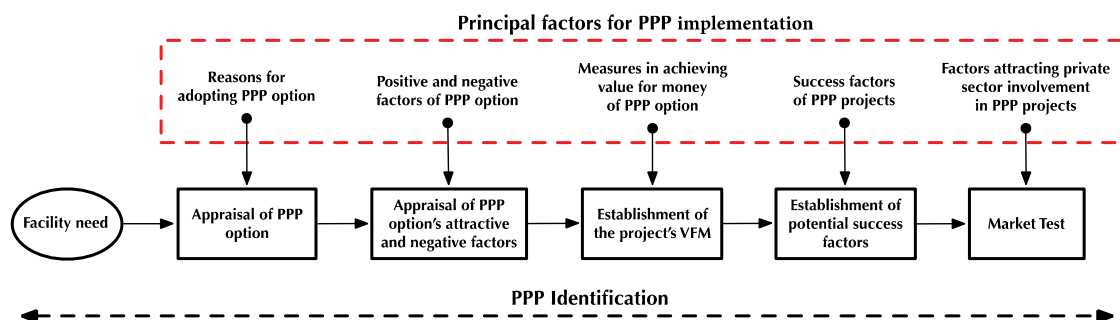 Principal factors for PPP implementation
Reasons for
adopting PPP option
Positive and negative
factors of PPP option
Measures in achieving
value for money
of PPP option
Success factors
of PPP projects
Factors attracting private
sector involvement
in PPP projects
Facility need
Appraisal of PPP
option
Appraisal of PPP
option's attractive
and negative factors
Establishment of
the project's VFM
Establishment of
potential success
factors
Market Test
PPP Identification